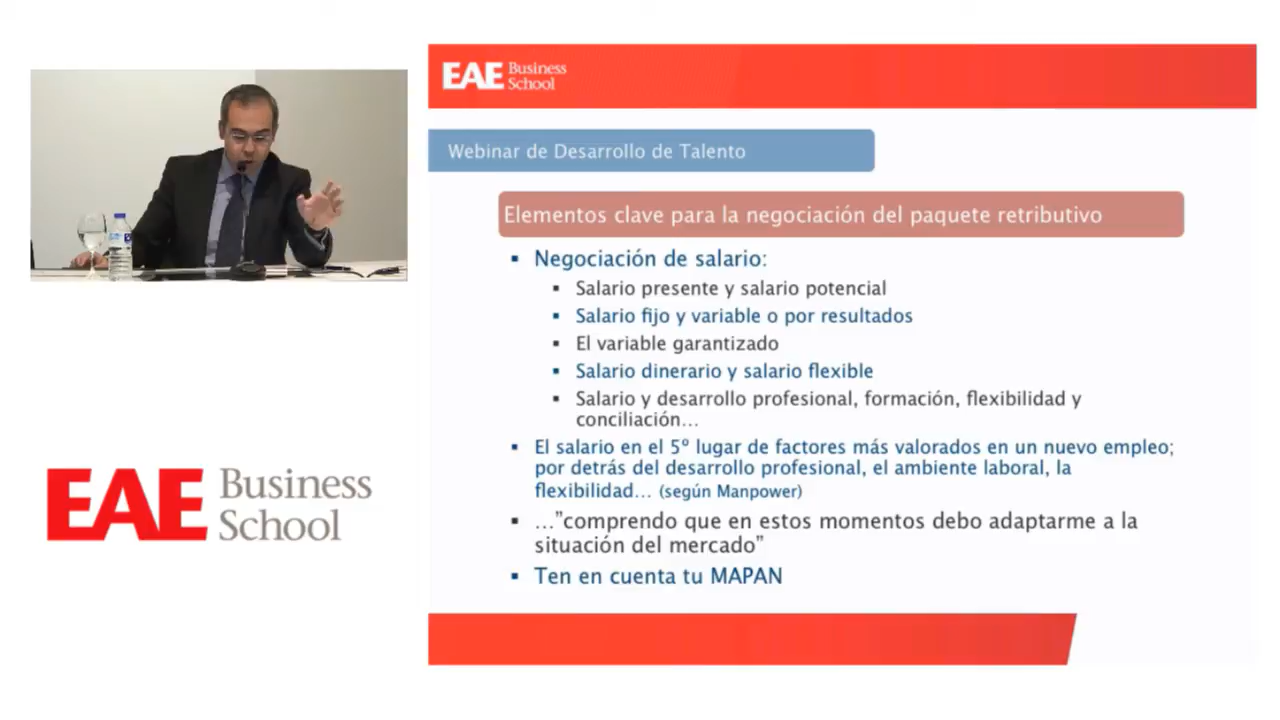 EAE Business School
Webinar de Desarrollo de Talento
Elementos clave para la negociación del paquete retributivo
▪ Negociación de salario:
▪ Salario presente y salario potencial
▪ Salario fijo y variable o por resultados
▪ El variable garantizado
▪ Salario dinerario y salario flexible
▪ Salario y desarrollo profesional, formación, flexibilidad y
conciliación...
▪ El salario en el 5º lugar de factores más valorados en un nuevo empleo;
por detrás del desarrollo profesional, el ambiente laboral, la
flexibilidad... (según Manpower)
▪ ..."comprendo que en estos momentos debo adaptarme a la
situación del mercado"
▪ Ten en cuenta tu MAPAN
EAE Business
School